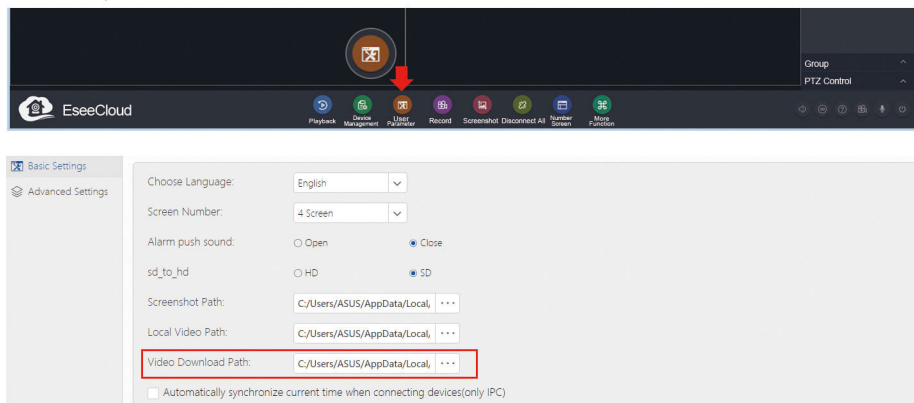 Group
PTZ Control
EseeCloud
Playback
Device Management
User Parameter
Record
Screenshot
Disconnect All
Number Screen
More Function
Basic Settings
Advanced Settings
Choose Language:
English
Screen Number:
4 Screen
Alarm push sound:
Open
Close
sd_to_hd
HD
SD
Screenshot Path:
C:/Users/ASUS/AppData/Local,
···
Local Video Path:
C:/Users/ASUS/AppData/Local,
···
Video Download Path:
C:/Users/ASUS/AppData/Local,
···
Automatically synchronize current time when connecting devices(only IPC)